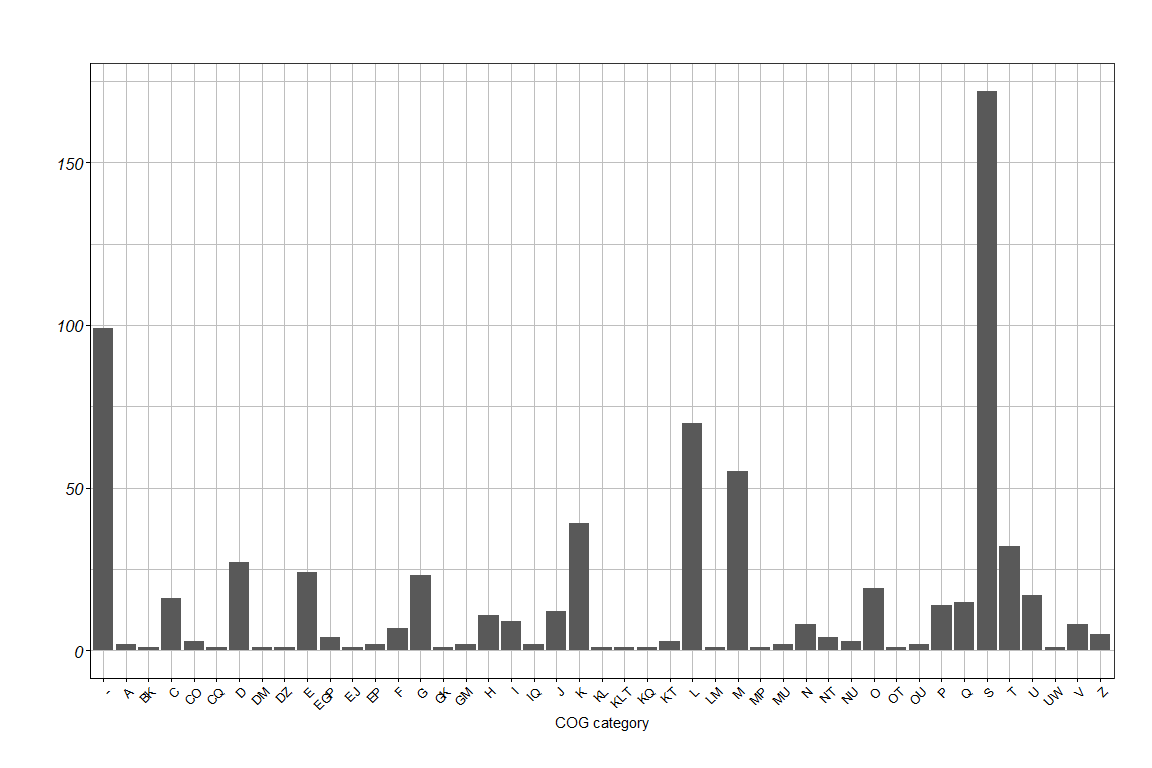 150
100
50
0
- A BK C CO CQ D DM DZ E EGP EJ EP F G GK GM H I IQ J K KL KLT KQ KT L LM M MP MU N NT NU O OT OU P Q S T U UW V Z
COG category